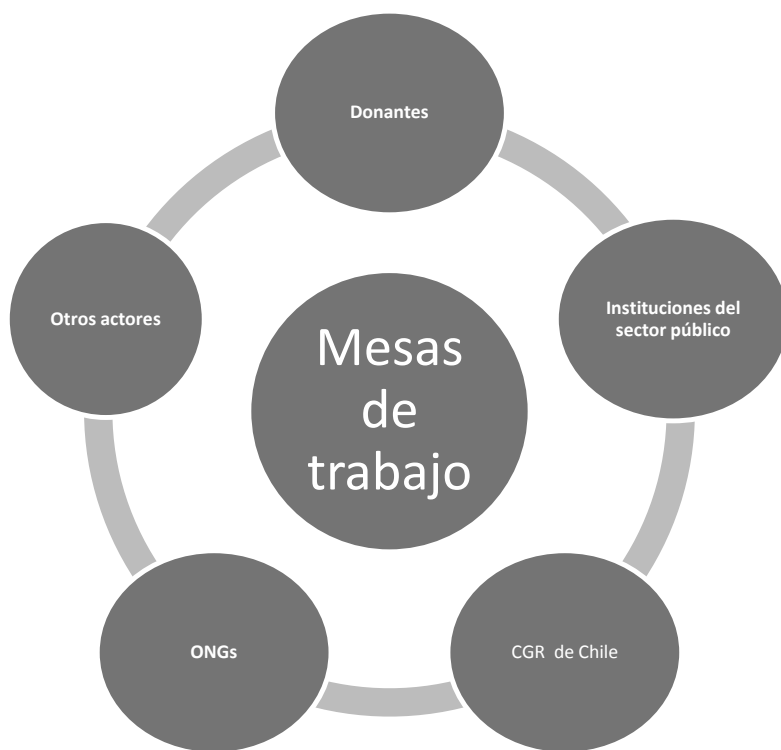 Donantes
Otros actores
Instituciones del
sector público
Mesas
de
trabajo
ONGs
CGR de Chile